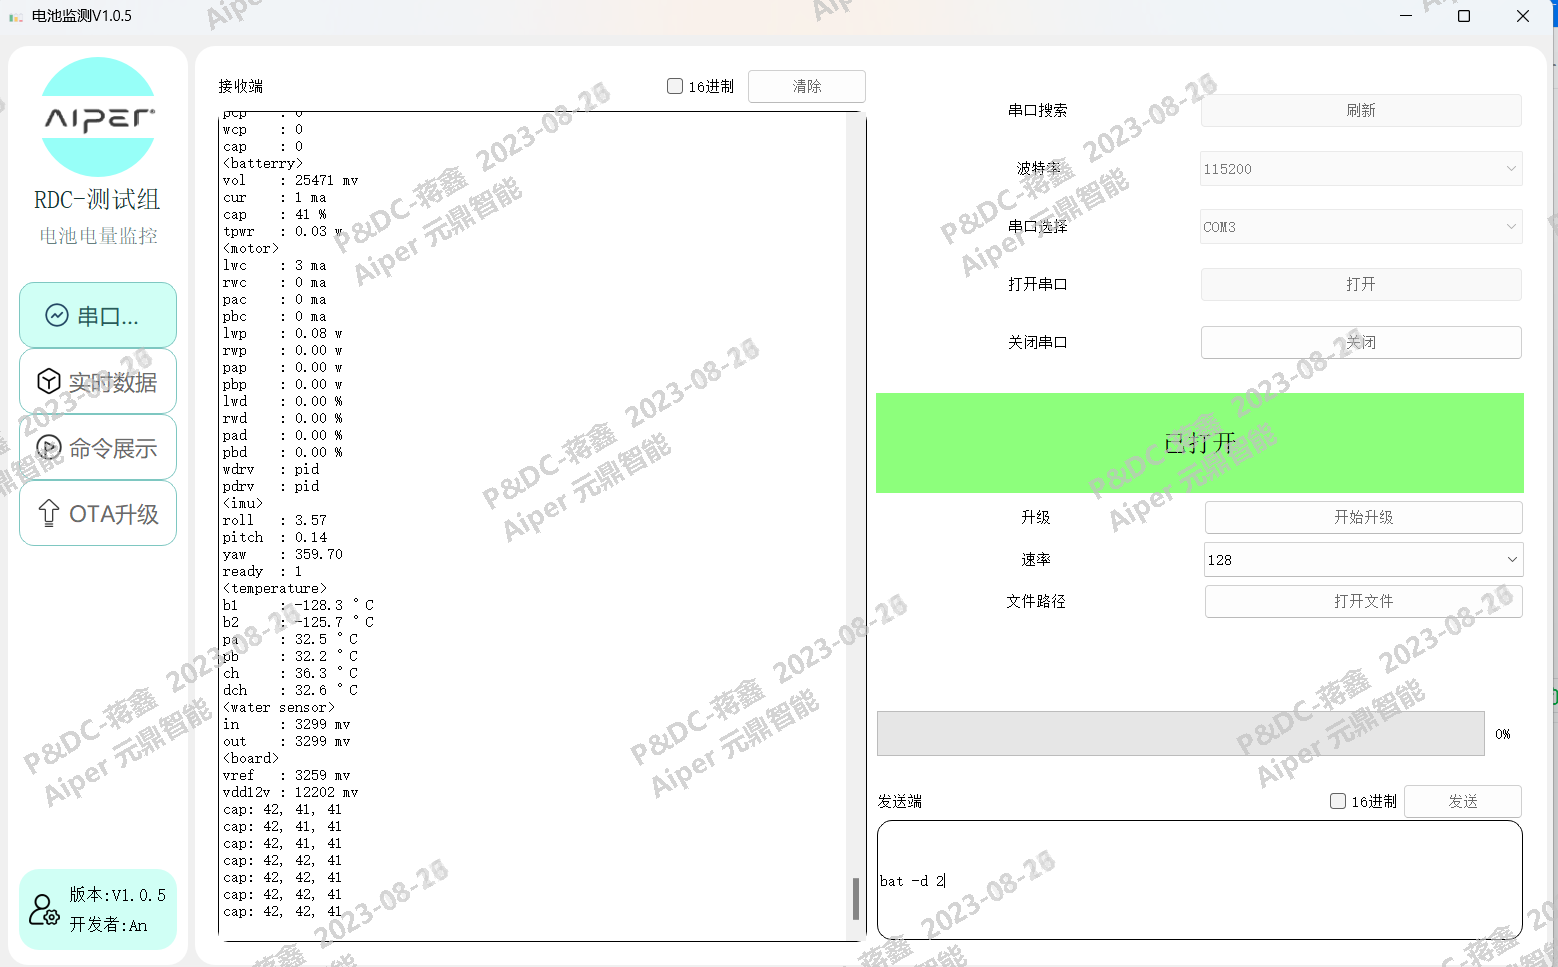 电池监测V1.0.5
AIPER
RDC-测试组
电池电量监控
串口...
实时数据
命令展示
OTA升级
版本:V1.0.5
开发者:An
接收端
16进制
清除
pcp : 0
wcp : 0
cap : 0
<batterry>
vol : 25471 mv
cur : 1 ma
cap : 41 %
tpwr : 0.03 w
<motor>
lwc : 3 ma
rwc : 0 ma
pac : 0 ma
pbc : 0 ma
lwp : 0.08 w
rwp : 0.00 w
pap : 0.00 w
pbp : 0.00 w
lwd : 0.00 %
rwd : 0.00 %
pad : 0.00 %
pbd : 0.00 %
wdrv : pid
pdrv : pid
<imu>
roll : 3.57
pitch : 0.14
yaw : 359.70
ready : 1
<temperature>
b1 : -128.3 °C
b2 : -125.7 °C
pa : 32.5 °C
pb : 32.2 °C
ch : 36.3 °C
dch : 32.6 °C
<water sensor>
in : 3299 mv
out : 3299 mv
<board>
vref : 3259 mv
vdd12v : 12202 mv
cap: 42, 41, 41
cap: 42, 41, 41
cap: 42, 41, 41
cap: 42, 42, 41
cap: 42, 42, 41
cap: 42, 42, 41
cap: 42, 42, 41
串口搜索
刷新
波特率
115200
串口选择
COM3
打开串口
打开
关闭串口
关闭
已打开
升级
开始升级
速率
128
文件路径
打开文件
0%
发送端
16进制
发送
bat -d 2
P&DC-蒋鑫 2023-08-26
Aiper 元鼎智能